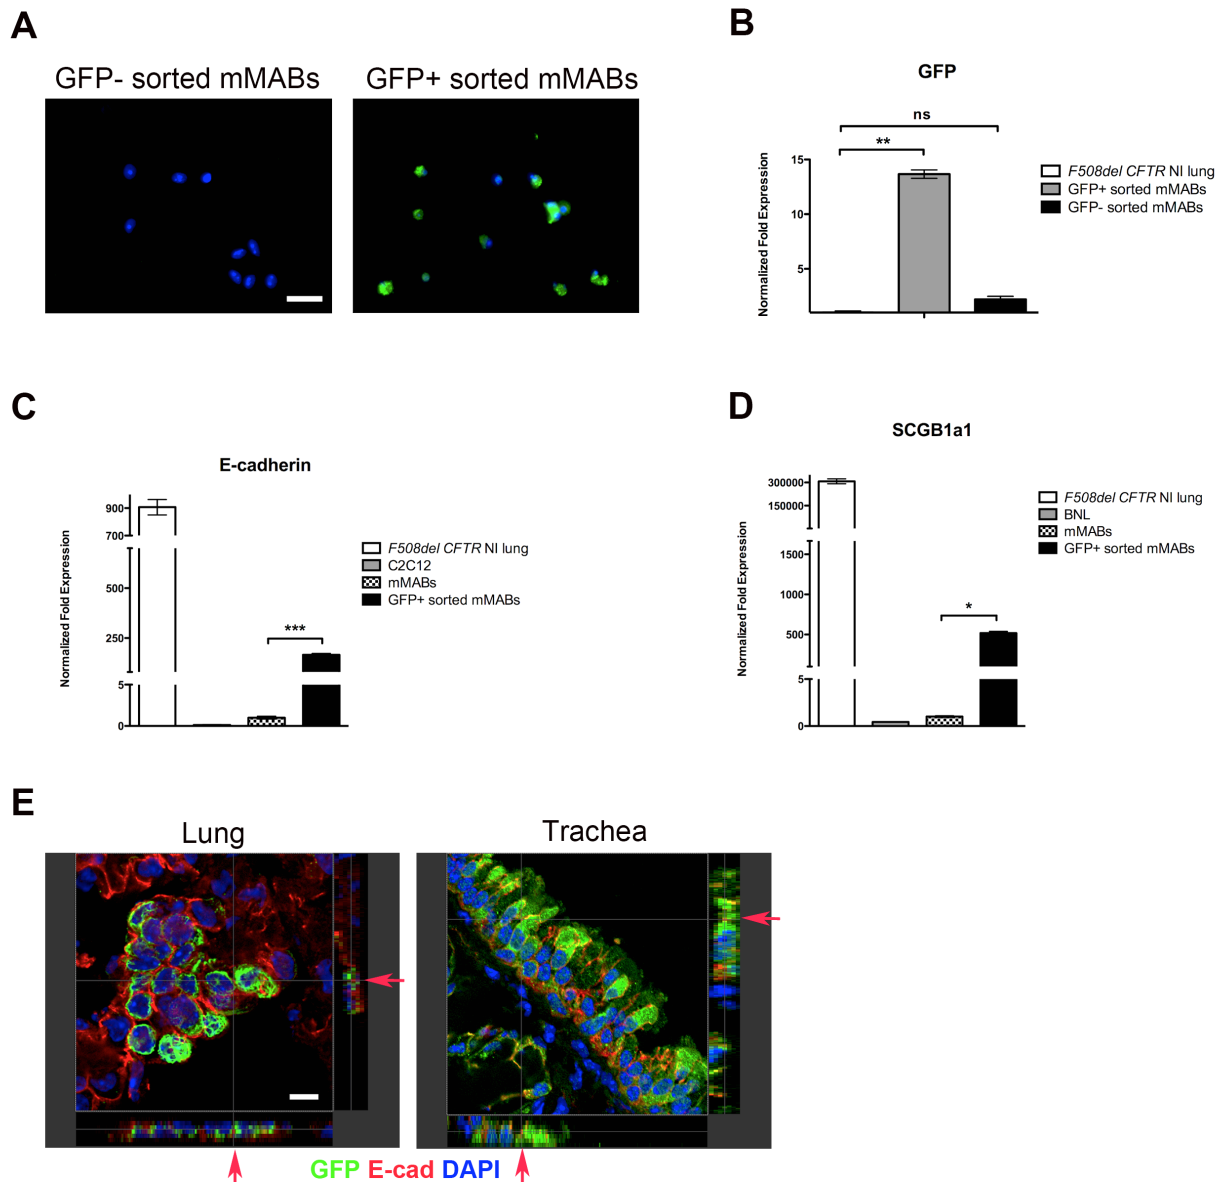 A
GFP- sorted mMABs
GFP+ sorted mMABs
B
GFP
ns
**
Normalized Fold Expression
15
10
5
F508del CFTR NI lung
GFP+ sorted mMABs
GFP- sorted mMABs
C
E-cadherin
Normalized Fold Expression
900
700
500
250
5
0
***
F508del CFTR NI lung
C2C12
mMABs
GFP+ sorted mMABs
D
SCGB1a1
Normalized Fold Expression
300000
150000
1500
1000
500
5
0
*
F508del CFTR NI lung
BNL
mMABs
GFP+ sorted mMABs
E
Lung
Trachea
GFP E-cad DAPI